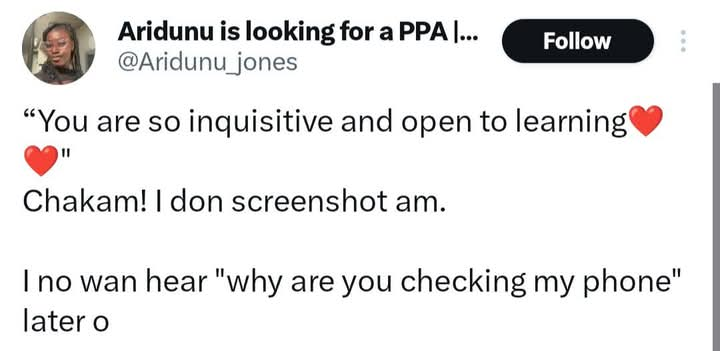 Aridunu is looking for a PPA |...
@Aridunu_jones
Follow
“You are so inquisitive and open to learning❤️
❤️"
Chakam! I don screenshot am.
I no wan hear "why are you checking my phone"
later o